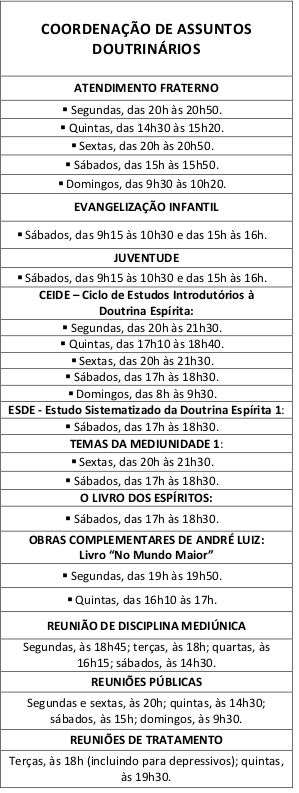 COORDENAÇÃO DE ASSUNTOS
DOUTRINÁRIOS
ATENDIMENTO FRATERNO
▪ Segundas, das 20h às 20h50.
▪ Quintas, das 14h30 às 15h20.
▪ Sextas, das 20h às 20h50.
▪ Sábados, das 15h às 15h50.
▪ Domingos, das 9h30 às 10h20.
EVANGELIZAÇÃO INFANTIL
▪ Sábados, das 9h15 às 10h30 e das 15h às 16h.
JUVENTUDE
▪ Sábados, das 9h15 às 10h30 e das 15h às 16h.
CEIDE – Ciclo de Estudos Introdutórios à
Doutrina Espírita:
▪ Segundas, das 20h às 21h30.
▪ Quintas, das 17h10 às 18h40.
▪ Sextas, das 20h às 21h30.
▪ Sábados, das 17h às 18h30.
▪ Domingos, das 8h às 9h30.
ESDE - Estudo Sistematizado da Doutrina Espírita 1:
▪ Sábados, das 17h às 18h30.
TEMAS DA MEDIUNIDADE 1:
▪ Sextas, das 20h às 21h30.
▪ Sábados, das 17h às 18h30.
O LIVRO DOS ESPÍRITOS:
▪ Sábados, das 17h às 18h30.
OBRAS COMPLEMENTARES DE ANDRÉ LUIZ:
Livro “No Mundo Maior”
▪ Segundas, das 19h às 19h50.
▪ Quintas, das 16h10 às 17h.
REUNIÃO DE DISCIPLINA MEDIÚNICA
Segundas, às 18h45; terças, às 18h; quartas, às
16h15; sábados, às 14h30.
REUNIÕES PÚBLICAS
Segundas e sextas, às 20h; quintas, às 14h30;
sábados, às 15h; domingos, às 9h30.
REUNIÕES DE TRATAMENTO
Terças, às 18h (incluindo para depressivos); quintas,
às 19h30.